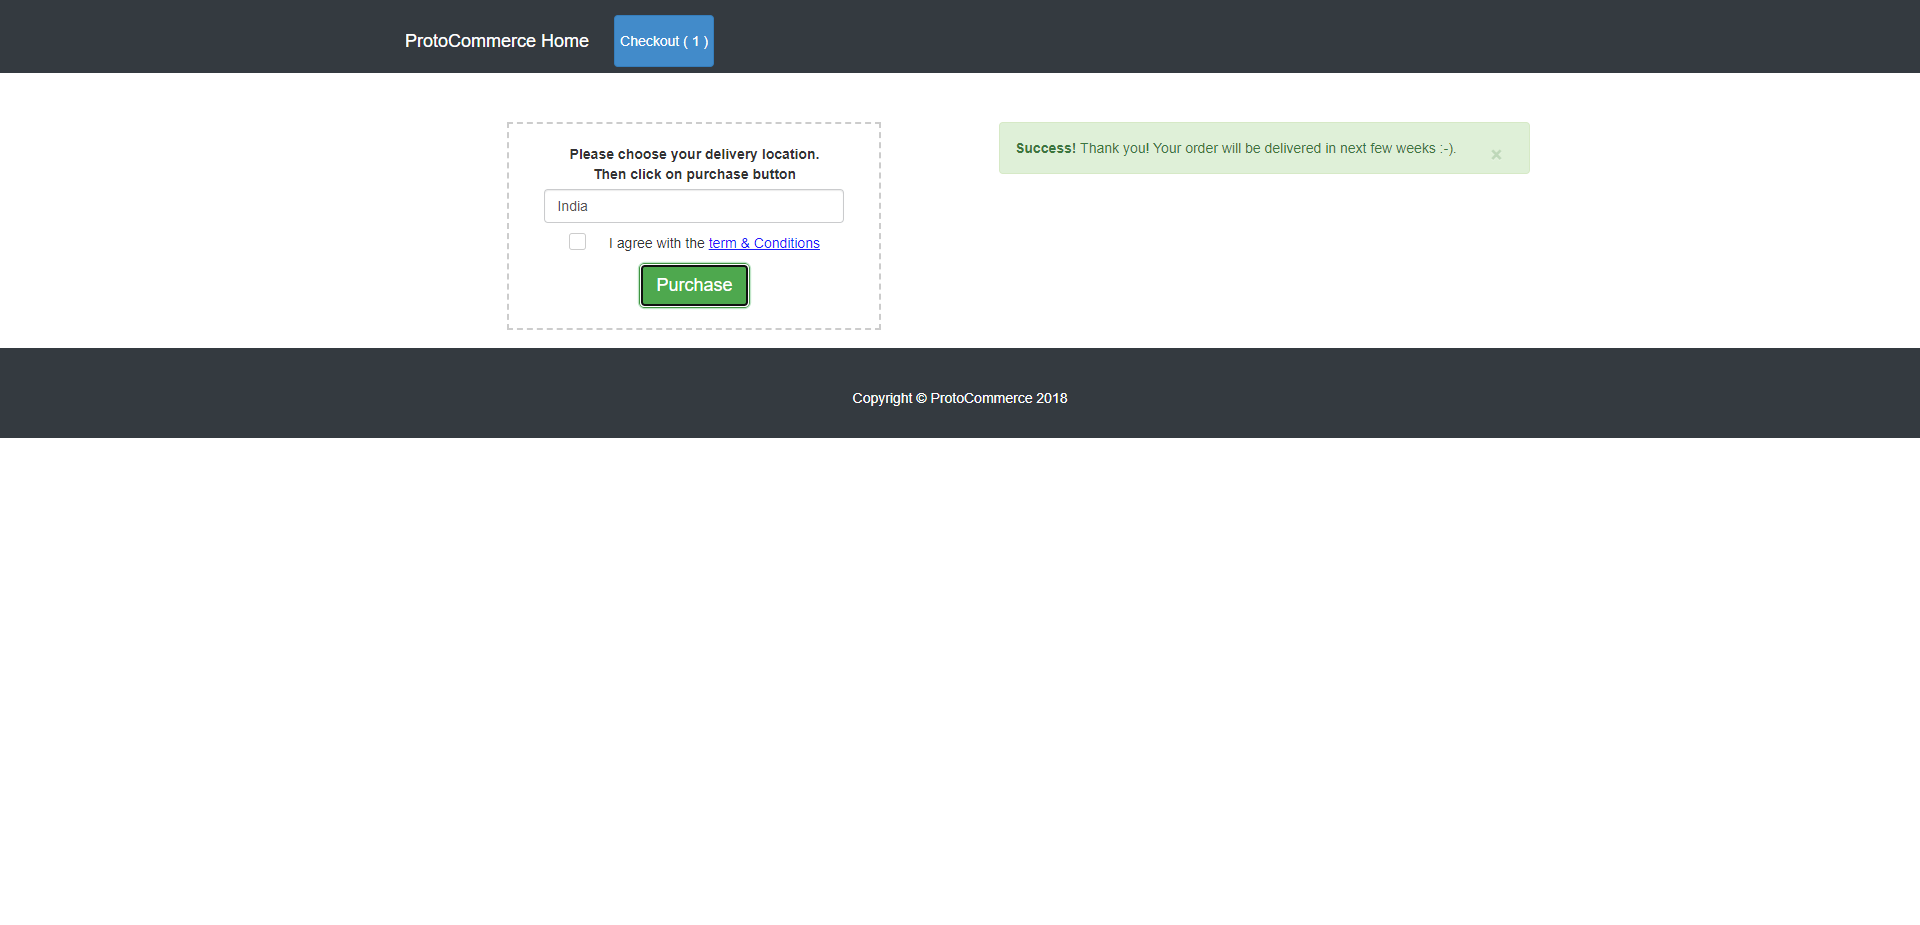 ProtoCommerce Home
Checkout ( 1 )
Please choose your delivery location.
Then click on purchase button
India
I agree with the term & Conditions
Purchase
Success! Thank you! Your order will be delivered in next few weeks :-).
×
Copyright © ProtoCommerce 2018